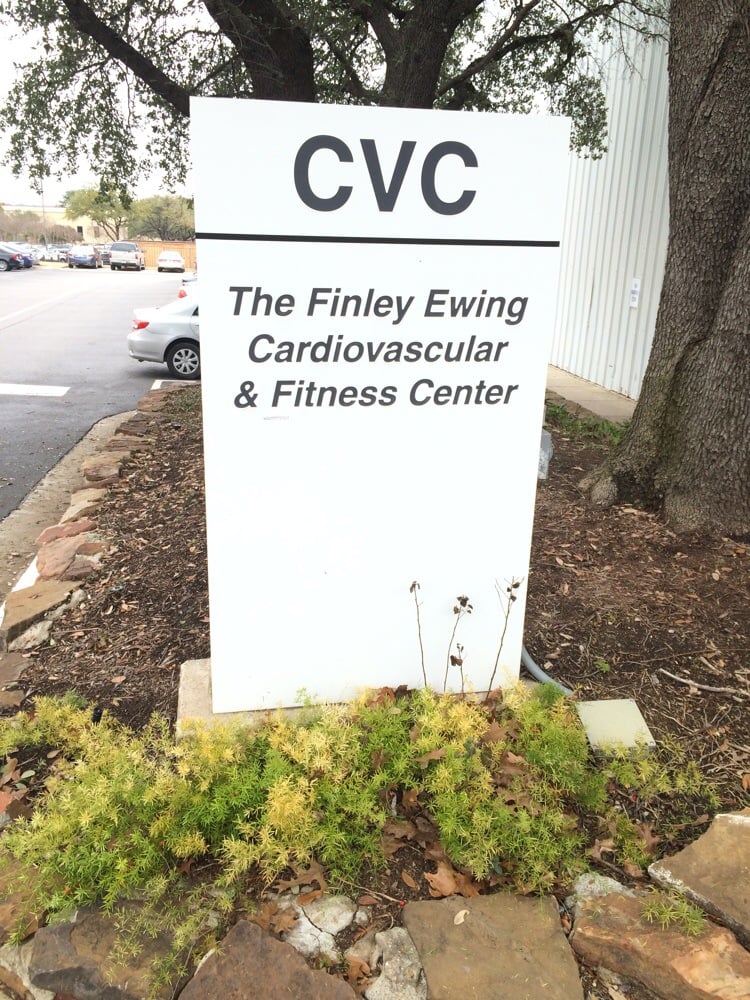 CVC
The Finley Ewing
Cardiovascular
& Fitness Center